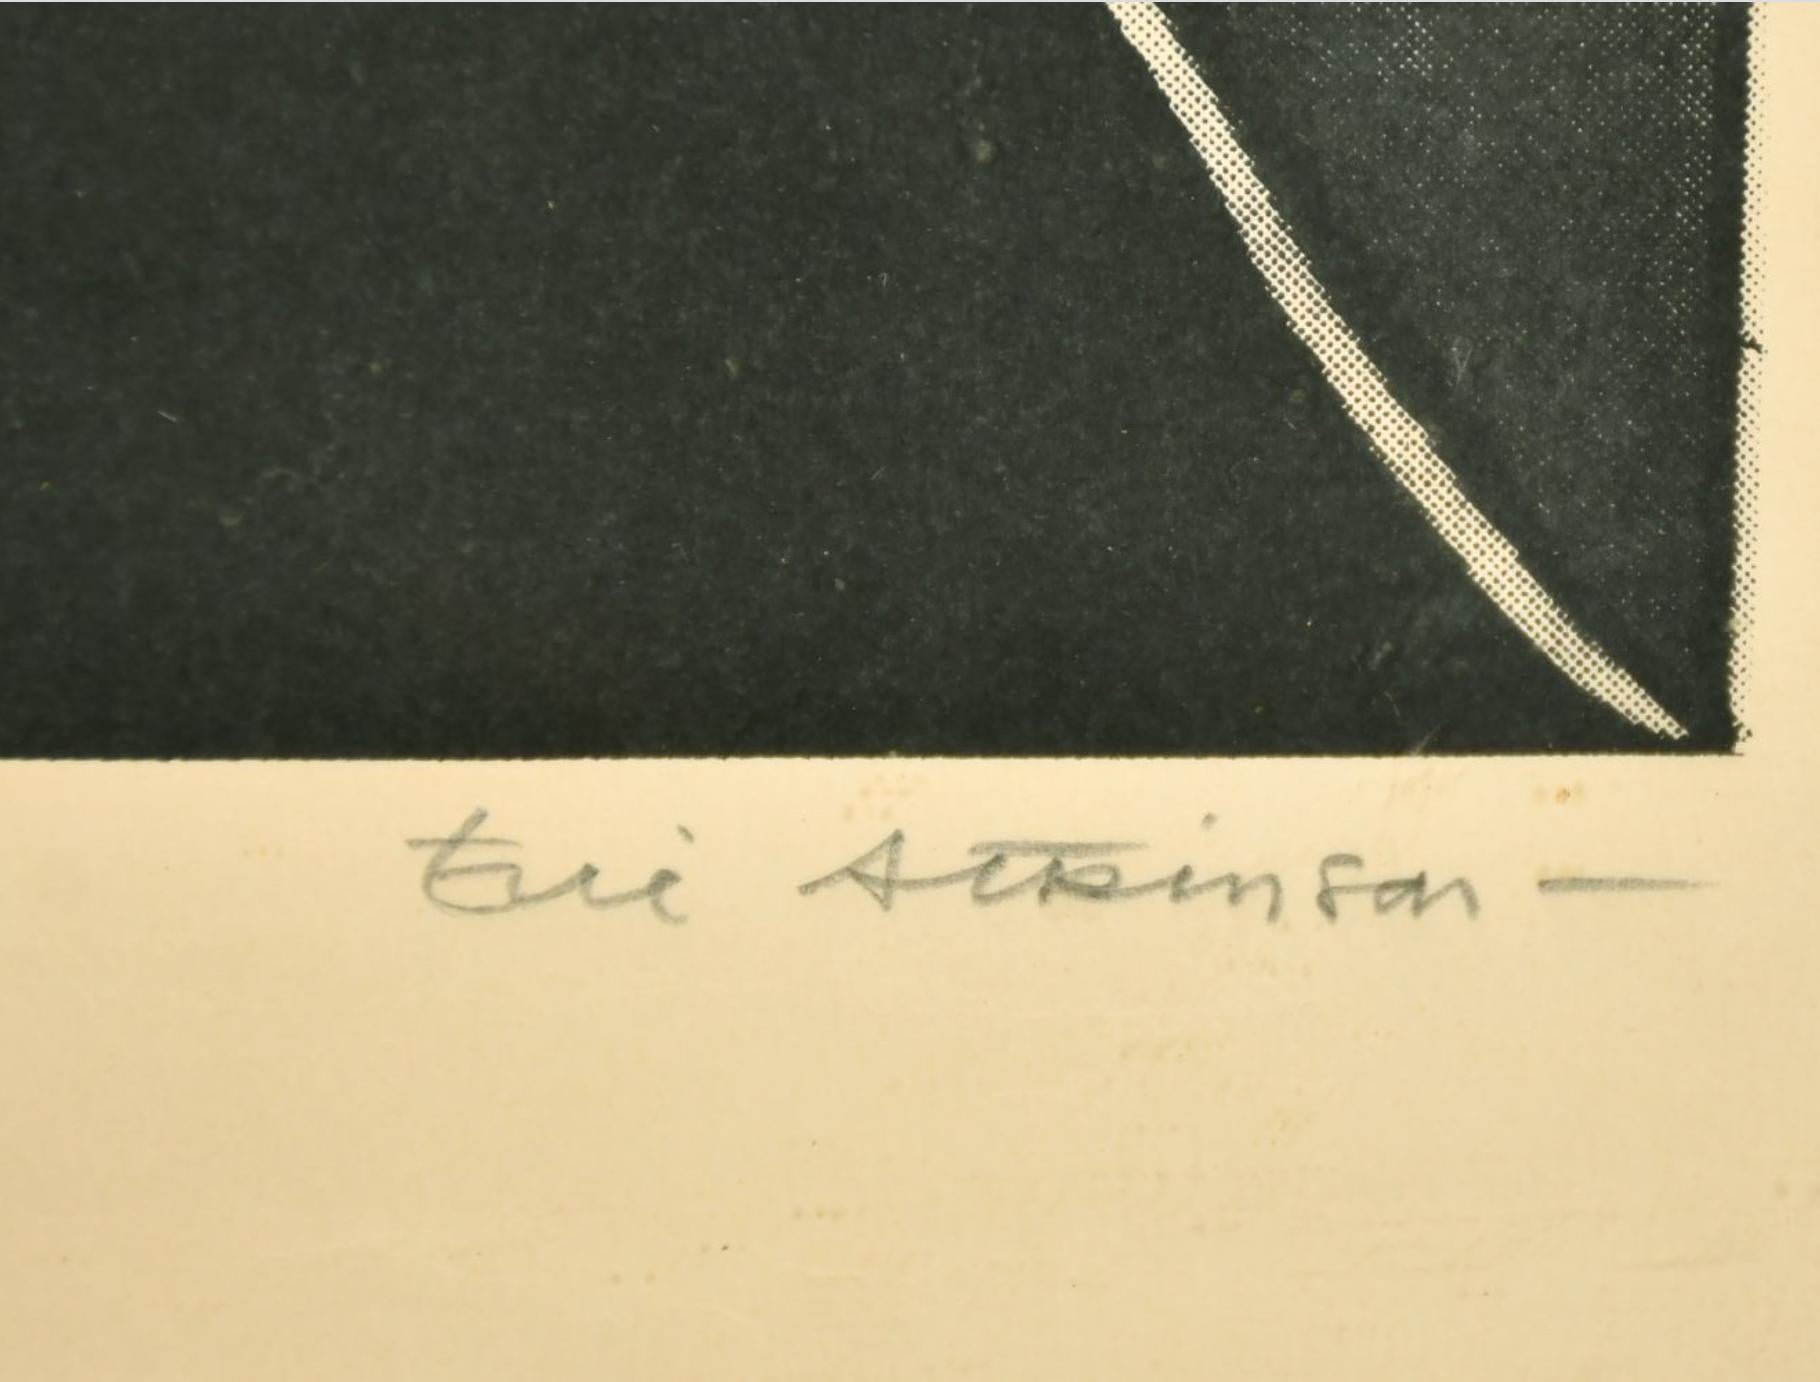 Eric Atkinson —